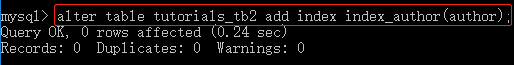 mysql> alter table tutorials_tb2 add index index_author(author);
Query OK, 0 rows affected (0.24 sec)
Records: 0  Duplicates: 0  Warnings: 0